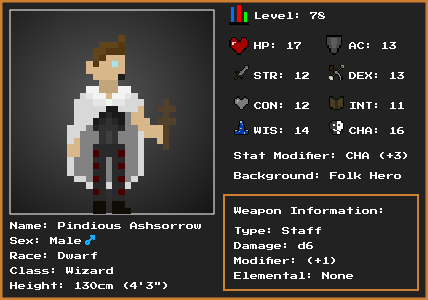 Level: 78
HP: 17
AC: 13
STR: 12
DEX: 13
CON: 12
INT: 11
WIS: 14
CHA: 16
Stat Modifier: CHA (+3)
Background: Folk Hero
Weapon Information:
Type: Staff
Damage: d6
Modifier: (+1)
Elemental: None
Name: Pindious Ashsorrow
Sex: Male♂
Race: Dwarf
Class: Wizard
Height: 130cm (4'3")